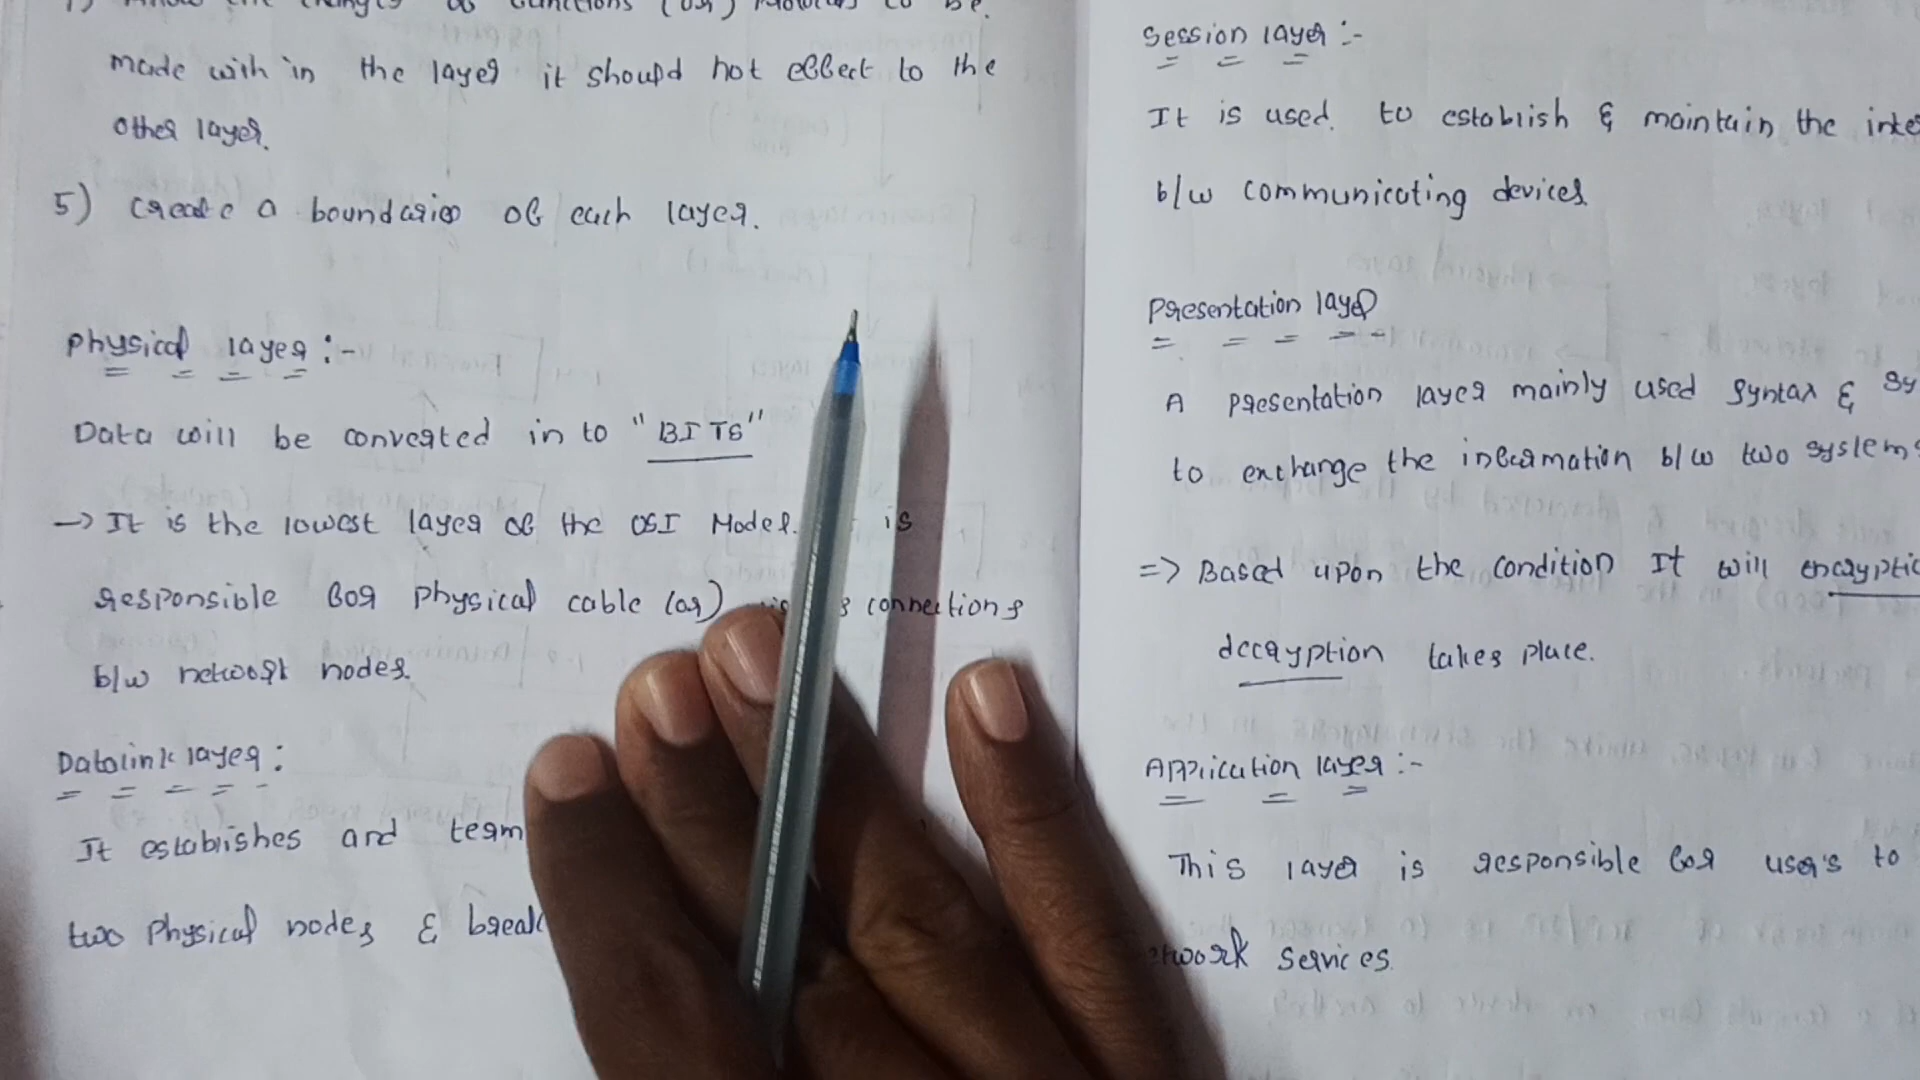 made with in the layer it should not effect to the
other layer.
5) Create a boundaries of each layer.
Physical layer :-
Data will be converted in to "BITS"
→ It is the lowest layer of the OSI Model. is
responsible for physical cable (or) connections
b/w network nodes.
Datalink layer :
It establishes and term
two physical nodes & break
Session layer :-
It is used. to establish & maintain the inte
b/w communicating devices
Presentation layer
A presentation layer mainly used syntax & sy
to exchange the information b/w two systems
=> Based upon the condition It will encryptio
decryption takes place.
Application layer :-
This layer is responsible for user's to
etwork services.